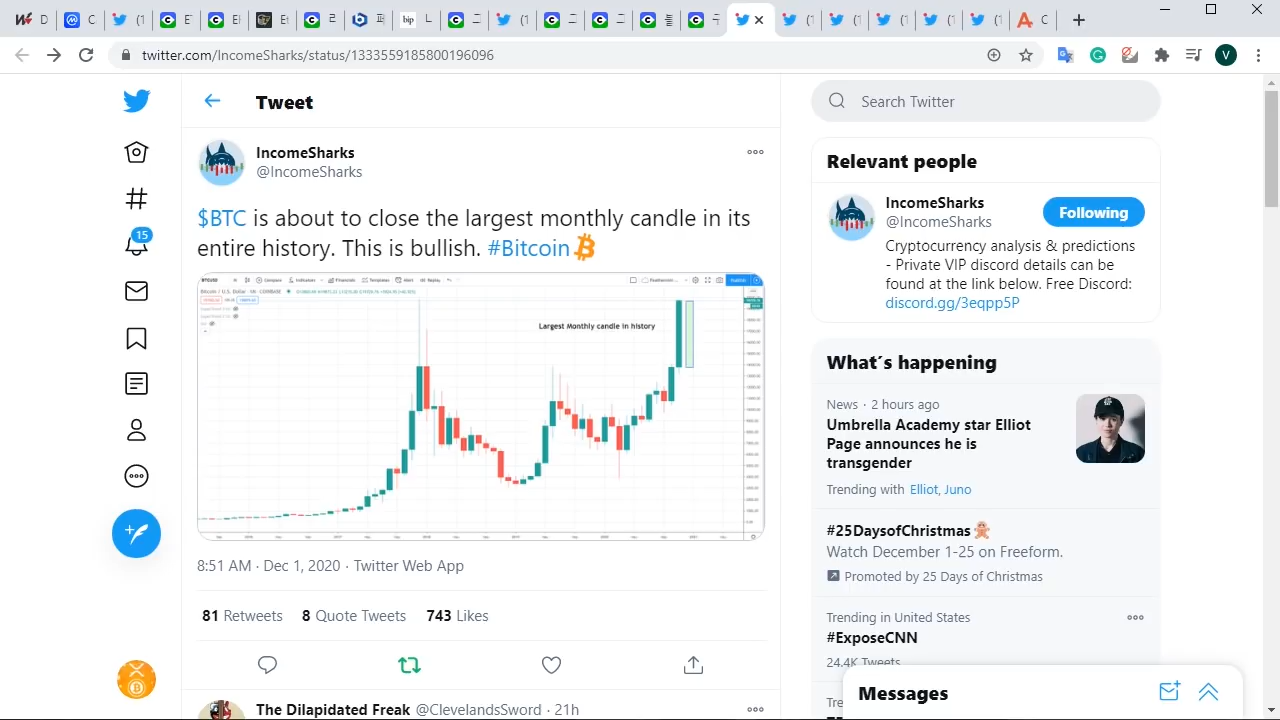 twitter.com/IncomeSharks/status/1333559185800196096
V
15
Tweet
IncomeSharks
@IncomeSharks
$BTC is about to close the largest monthly candle in its
entire history. This is bullish. #Bitcoin
Largest Monthly candle in history
8:51 AM · Dec 1, 2020 · Twitter Web App
81 Retweets 8 Quote Tweets 743 Likes
The Dilapidated Freak @CleverandsSword · 21h
Search Twitter
Relevant people
IncomeSharks
@IncomeSharks
Following
Cryptocurrency analysis & predictions
- Private VIP discord details can be
found at the link below. Free Discord:
discord.gg/3eqpp5P
What's happening
News · 2 hours ago
Umbrella Academy star Elliot
Page announces he is
transgender
Trending with Elliot, Juno
#25DaysofChristmas
Watch December 1-25 on Freeform.
Promoted by 25 Days of Christmas
Trending in United States
#ExposeCNN
24.4K Tweets
Tre
Messages